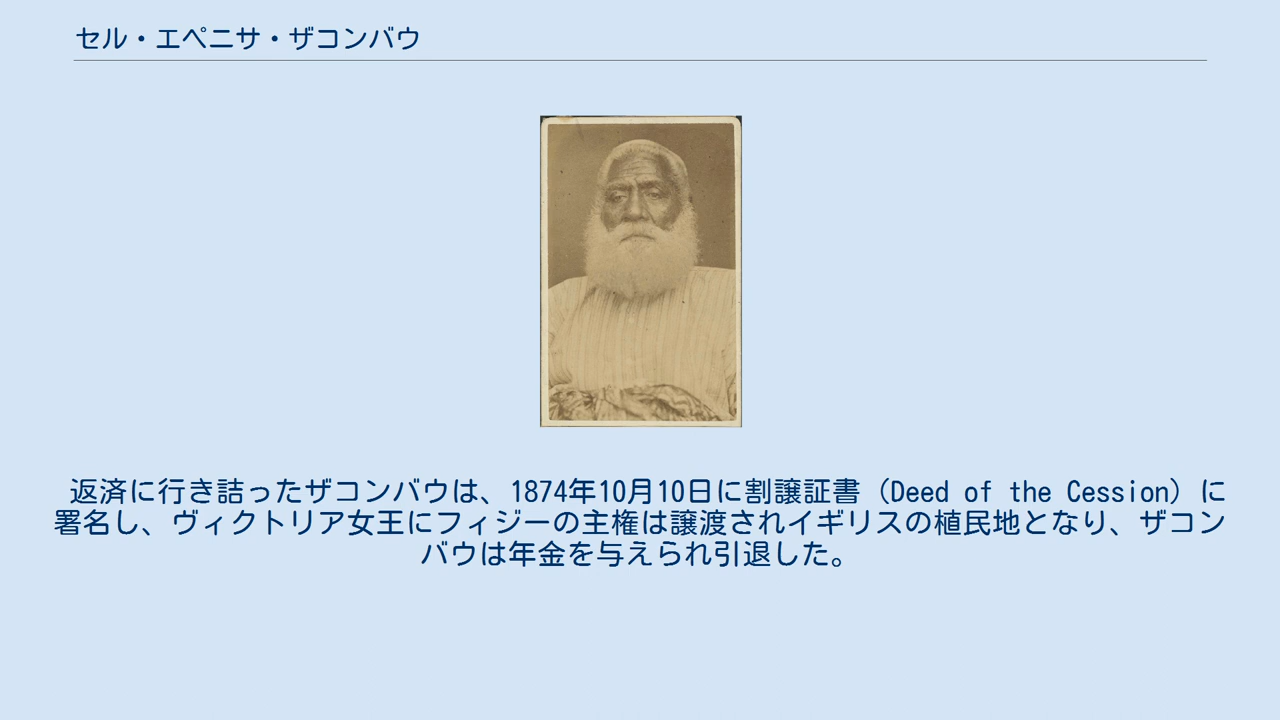 セル・エペニサ・ザコンバウ
返済に行き詰ったザコンバウは、1874年10月10日に割譲証書（Deed of the Cession）に
署名し、ヴィクトリア女王にフィジーの主権は譲渡されイギリスの植民地となり、ザコン
バウは年金を与えられ引退した。